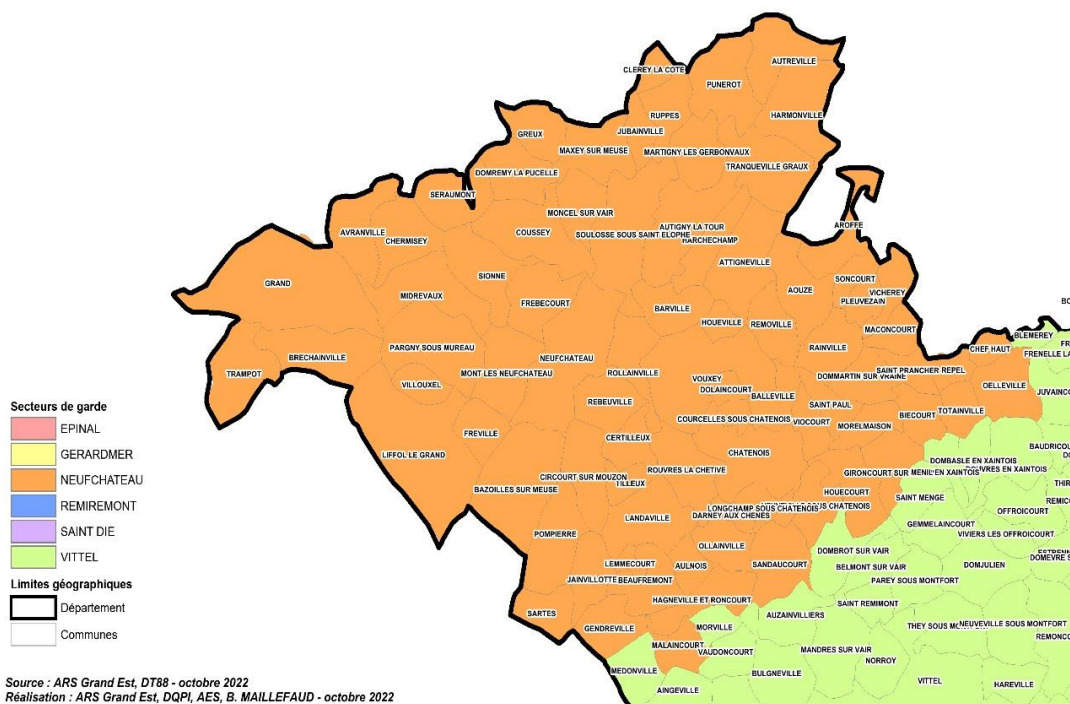 CLEREY LA COTE
AUTREVILLE
PUNEROT
RUPPES
HARMONVILLE
GREUX
JUBAINVILLE
MAXEY SUR MEUSE
MARTIGNY LES GERBONVAUX
TRANQUEVILLE GRAUX
DOMREMY LA PUCELLE
SERAUMONT
MONCEL SUR VAIR
AROFFE
AVRANVILLE
CHERMISEY
COUSSEY
SOULOSSE SOUS SAINT ELOPHE
AUTIGNY LA TOUR
HARCHECHAMP
ATTIGNEVILLE
GRAND
SIONNE
SONCOURT
AOUZE
VICHEREY
PLEUVEZAIN
MIDREVAUX
FREBECOURT
BARVILLE
HOUEVILLE
REMOVILLE
MACONCOURT
BLEMEREY
PARGNY SOUS MUREAU
RAINVILLE
CHEF HAUT
FRENELLE LA
BRECHAINVILLE
NEUFCHATEAU
TRAMPOT
MONT LES NEUFCHATEAU
ROLLAINVILLE
VOUXEY
DOMMARTIN SUR VRAINE
SAINT PRANCHER REPEL
OELLEVILLE
VILLOUXEL
DOLAINCOURT
BALLEVILLE
JUVAINCO
REBEUVILLE
SAINT PAUL
BIECOURT
TOTAINVILLE
COURCELLES SOUS CHATENOIS
VIOCOURT
MORELMAISON
FREVILLE
CERTILLEUX
BAUDRICOU
LIFFOL LE GRAND
CHATENOIS
DOMBASLE EN XAINTOIS
ROUVRES EN XAINTOIS
ROUVRES LA CHETIVE
GIRONCOURT SUR
MENIL EN XAINTOIS
CIRCOURT SUR MOUZON
TILLEUX
THIR
BAZOILLES SUR MEUSE
HOUECOURT
SAINT MENGE
REMICO
LONGCHAMP SOUS CHATENOIS
SOUS CHATENOIS
OFFROICOURT
LANDAVILLE
DARNEY AUX CHENES
GEMMELAINCOURT
POMPIERRE
VIVIERS LES OFFROICOURT
OLLAINVILLE
DOMBROT SUR VAIR
ESTRENN
DOMEVRE S
LEMMECOURT
AULNOIS
SANDAUCOURT
BELMONT SUR VAIR
DOMJULIEN
JAINVILLOTTE
BEAUFREMONT
PAREY SOUS MONTFORT
HAGNEVILLE ET RONCOURT
SAINT REMIMONT
SARTES
AUZAINVILLIERS
GENDREVILLE
MORVILLE
THEY SOUS
NEUVEVILLE SOUS MONTFORT
REMONCO
MALAINCOURT
VAUDONCOURT
MANDRES SUR VAIR
NORROY
MEDONVILLE
BULGNEVILLE
VITTEL
HAREVILLE
AINGEVILLE
Secteurs de garde
EPINAL
GERARDMER
NEUFCHATEAU
REMIREMONT
SAINT DIE
VITTEL
Limites géographiques
Département
Communes
Source : ARS Grand Est, DT88 - octobre 2022
Réalisation : ARS Grand Est, DQPI, AES, B. MAILLEFAUD - octobre 2022